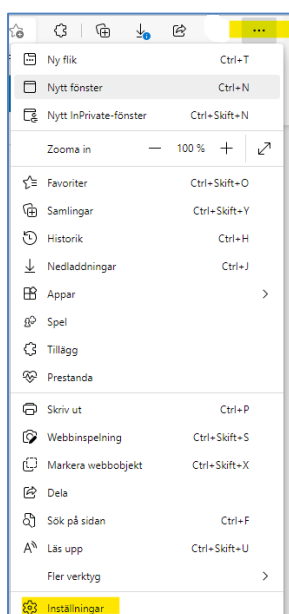 Ny flik Ctrl+T
Nytt fönster Ctrl+N
Nytt InPrivate-fönster Ctrl+Skift+N
Zooma in — 100 % +
Favoriter Ctrl+Skift+O
Samlingar Ctrl+Skift+Y
Historik Ctrl+H
Nedladdningar Ctrl+J
Appar
Spel
Tillägg
Prestanda
Skriv ut Ctrl+P
Webbinspelning Ctrl+Skift+S
Markera webbobjekt Ctrl+Skift+X
Dela
Sök på sidan Ctrl+F
Läs upp Ctrl+Skift+U
Fler verktyg
Inställningar